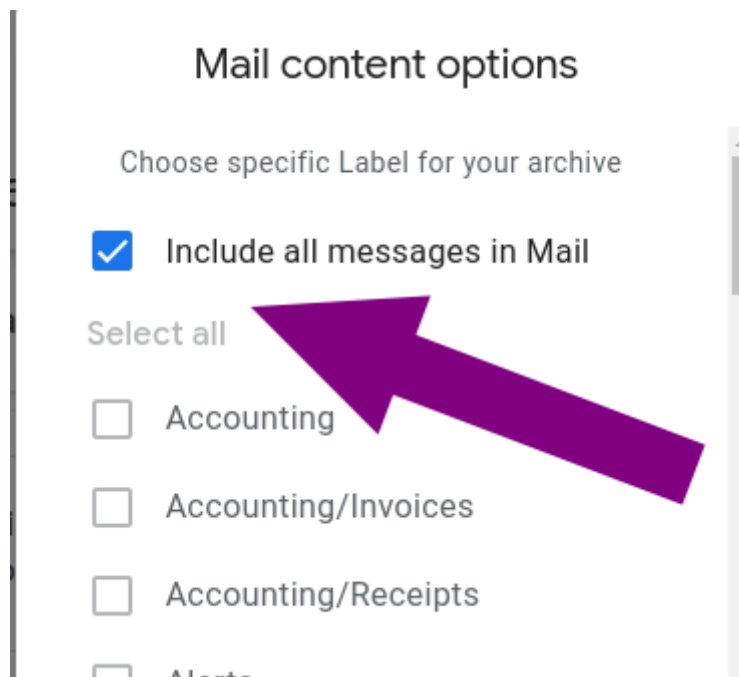 Mail content options
Choose specific Label for your archive
Include all messages in Mail
Select all
Accounting
Accounting/Invoices
Accounting/Receipts